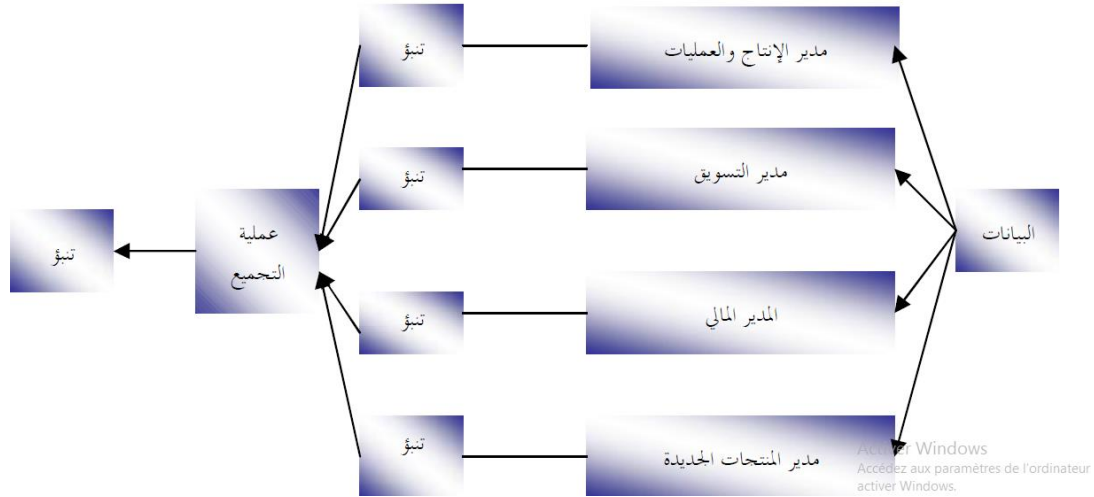 مدير الإنتاج والعمليات
تنبؤ
مدير التسويق
تنبؤ
البيانات
عملية
التجميع
تنبؤ
المدير المالي
تنبؤ
مدير المنتجات الجديدة
تنبؤ
Activer Windows
Accédez aux paramètres de l'ordinateur
activer Windows.